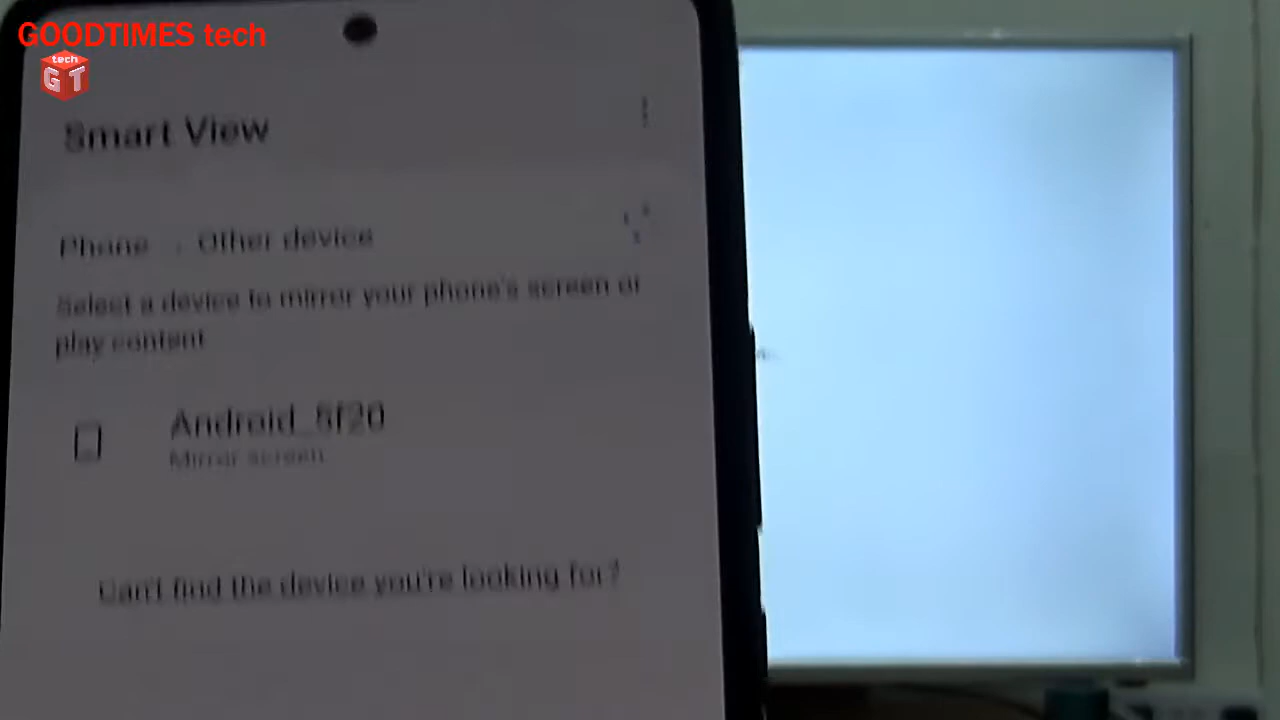 GOODTIMES tech
tech
GT
Smart View
Phone → Other device
Select a device to mirror your phone's screen or
play content
Android_5f20
Mirror screen
Can't find the device you're looking for?